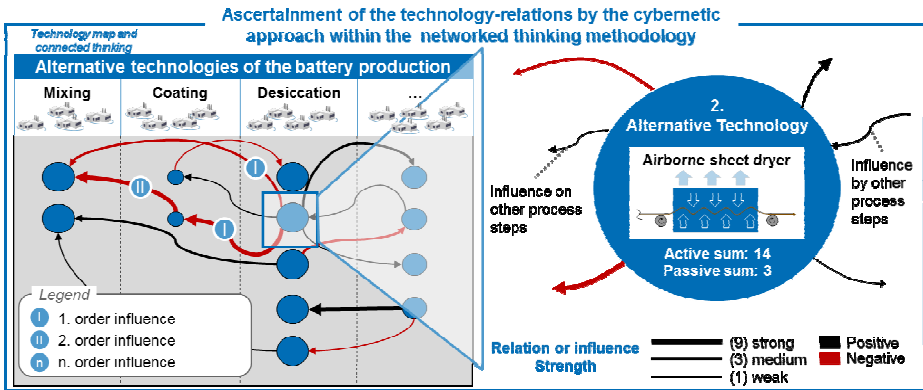 Ascertainment of the technology-relations by the cybernetic
approach within the networked thinking methodology
Technology map and
connected thinking
Alternative technologies of the battery production
Mixing
Coating
Desiccation
...
I
II
I
Legend
I 1. order influence
II 2. order influence
n n. order influence
2.
Alternative Technology
Airborne sheet dryer
Active sum: 14
Passive sum: 3
Influence on
other process
steps
Influence
by other
process
steps
Relation or influence
Strength
(9) strong
(3) medium
(1) weak
Positive
Negative